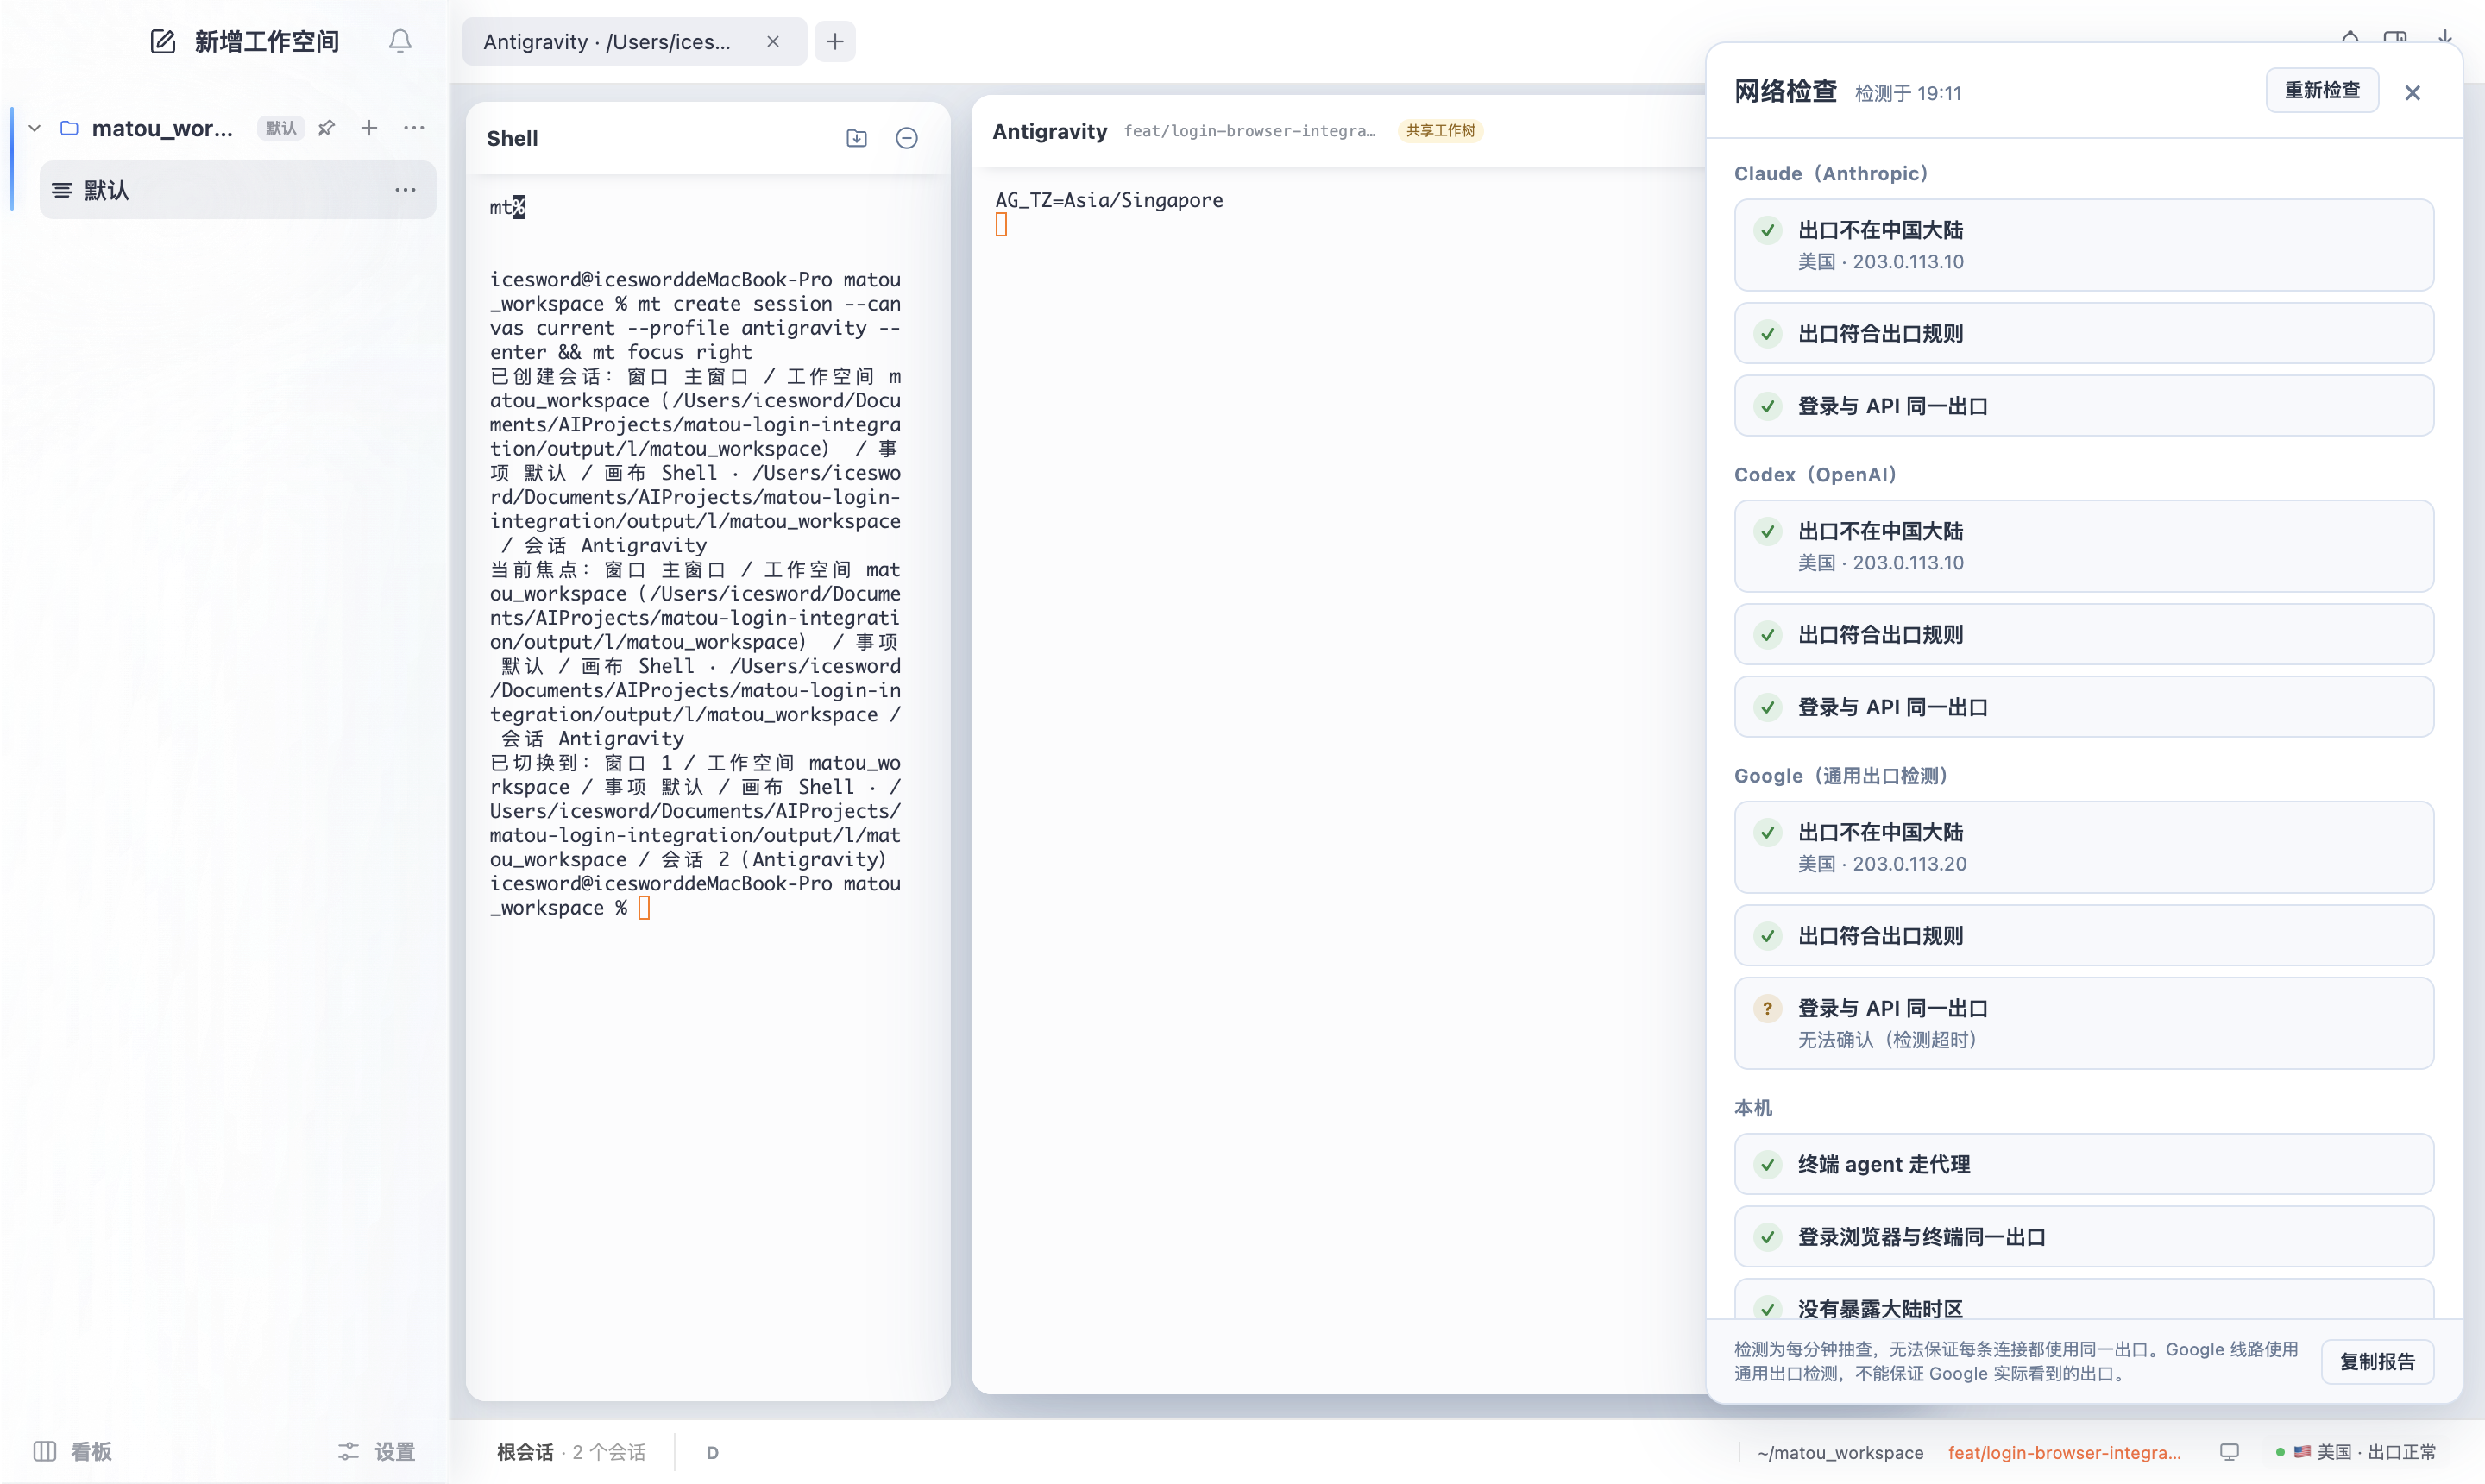 新增工作空间
matou_wor...
默认
默认
看板
设置
Antigravity · /Users/ices...
Shell
mt%
icesword@icesworddeMacBook-Pro matou
_workspace % mt create session --can
vas current --profile antigravity --
enter && mt focus right
已创建会话：窗口 主窗口 / 工作空间 m
atou_workspace（/Users/icesword/Docu
ments/AIProjects/matou-login-integra
tion/output/l/matou_workspace） / 事
项 默认 / 画布 Shell · /Users/iceswo
rd/Documents/AIProjects/matou-login-
integration/output/l/matou_workspace
/ 会话 Antigravity
当前焦点：窗口 主窗口 / 工作空间 mat
ou_workspace（/Users/icesword/Docume
nts/AIProjects/matou-login-integrati
on/output/l/matou_workspace） / 事项
默认 / 画布 Shell · /Users/icesword
/Documents/AIProjects/matou-login-in
tegration/output/l/matou_workspace /
会话 Antigravity
已切换到：窗口 1 / 工作空间 matou_wo
rkspace / 事项 默认 / 画布 Shell · /
Users/icesword/Documents/AIProjects/
matou-login-integration/output/l/mat
ou_workspace / 会话 2（Antigravity）
icesword@icesworddeMacBook-Pro matou
_workspace %
Antigravity feat/login-browser-integra… 共享工作树
AG_TZ=Asia/Singapore
网络检查 检测于 19:11
重新检查
Claude（Anthropic）
出口不在中国大陆
美国 · 203.0.113.10
出口符合出口规则
登录与 API 同一出口
Codex（OpenAI）
出口不在中国大陆
美国 · 203.0.113.10
出口符合出口规则
登录与 API 同一出口
Google（通用出口检测）
出口不在中国大陆
美国 · 203.0.113.20
出口符合出口规则
? 登录与 API 同一出口
无法确认（检测超时）
本机
终端 agent 走代理
登录浏览器与终端同一出口
没有暴露大陆时区
检测为每分钟抽查，无法保证每条连接都使用同一出口。Google 线路使用
通用出口检测，不能保证 Google 实际看到的出口。
复制报告
根会话 · 2 个会话
D
~/matou_workspace
feat/login-browser-integra...
美国 · 出口正常